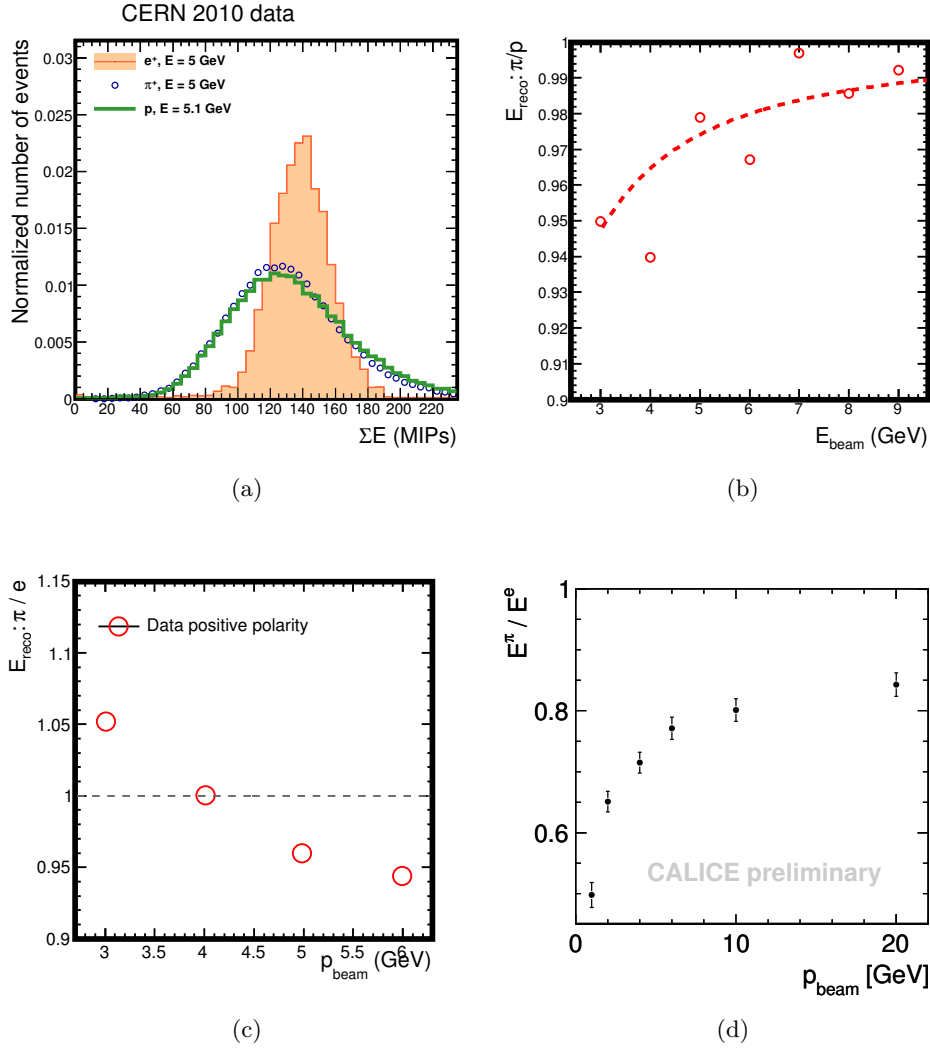 CERN 2010 data
Normalized number of events
0.03
0.025
0.02
0.015
0.01
0.005
0
e⁺, E = 5 GeV
π⁺, E = 5 GeV
p, E = 5.1 GeV
0 20 40 60 80 100 120 140 160 180 200 220
ΣE (MIPs)
(a)
E_reco: π/p
1
0.99
0.98
0.97
0.96
0.95
0.94
0.93
0.92
0.91
0.9
3 4 5 6 7 8 9
E_beam (GeV)
(b)
E_reco: π / e
1.15
1.1
1.05
1
0.95
0.9
Data positive polarity
3 3.5 4 4.5 5 5.5 6
p_beam (GeV)
(c)
E^π / E^e
1
0.8
0.6
CALICE preliminary
0 10 20
p_beam [GeV]
(d)